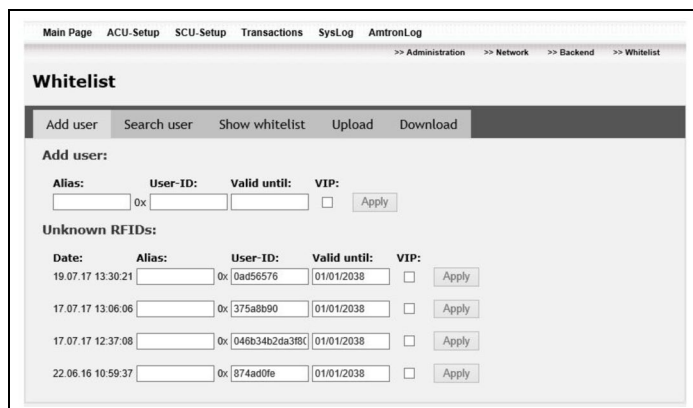 Main Page ACU-Setup SCU-Setup Transactions SysLog AmtronLog
>> Administration >> Network >> Backend >> Whitelist
Whitelist
Add user Search user Show whitelist Upload Download
Add user:
Alias: User-ID: Valid until: VIP:
0x Apply
Unknown RFIDs:
Date: Alias: User-ID: Valid until: VIP:
19.07.17 13:30:21 0x 0ad56576 01/01/2038 Apply
17.07.17 13:06:06 0x 375a8b90 01/01/2038 Apply
17.07.17 12:37:08 0x 046b34b2da3f8 01/01/2038 Apply
22.06.16 10:59:37 0x 874ad0fe 01/01/2038 Apply